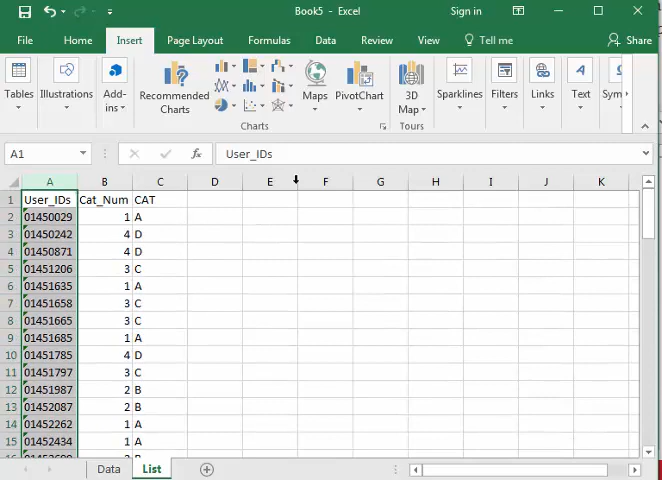 Book5 - Excel
Sign in
File Home Insert Page Layout Formulas Data Review View Tell me Share
Tables
Illustrations
Add-ins
Recommended Charts
Maps
PivotChart
3D Map
Sparklines
Filters
Links
Text
Charts
Tours
A1
fx
User_IDs
A B C D E F G H I J K
1 User_IDs Cat_Num CAT
2 01450029 1 A
3 01450242 4 D
4 01450871 4 D
5 01451206 3 C
6 01451635 1 A
7 01451658 3 C
8 01451665 3 C
9 01451685 1 A
10 01451785 4 D
11 01451797 3 C
12 01451987 2 B
13 01452087 2 B
14 01452262 1 A
15 01452434 1 A
Data List